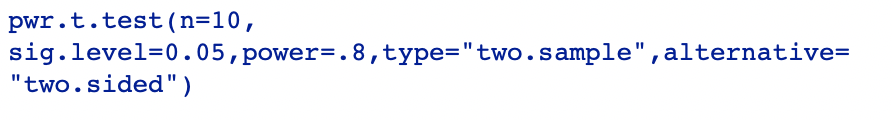 pwr.t.test(n=10,
sig.level=0.05,power=.8,type="two.sample",alternative=
"two.sided")